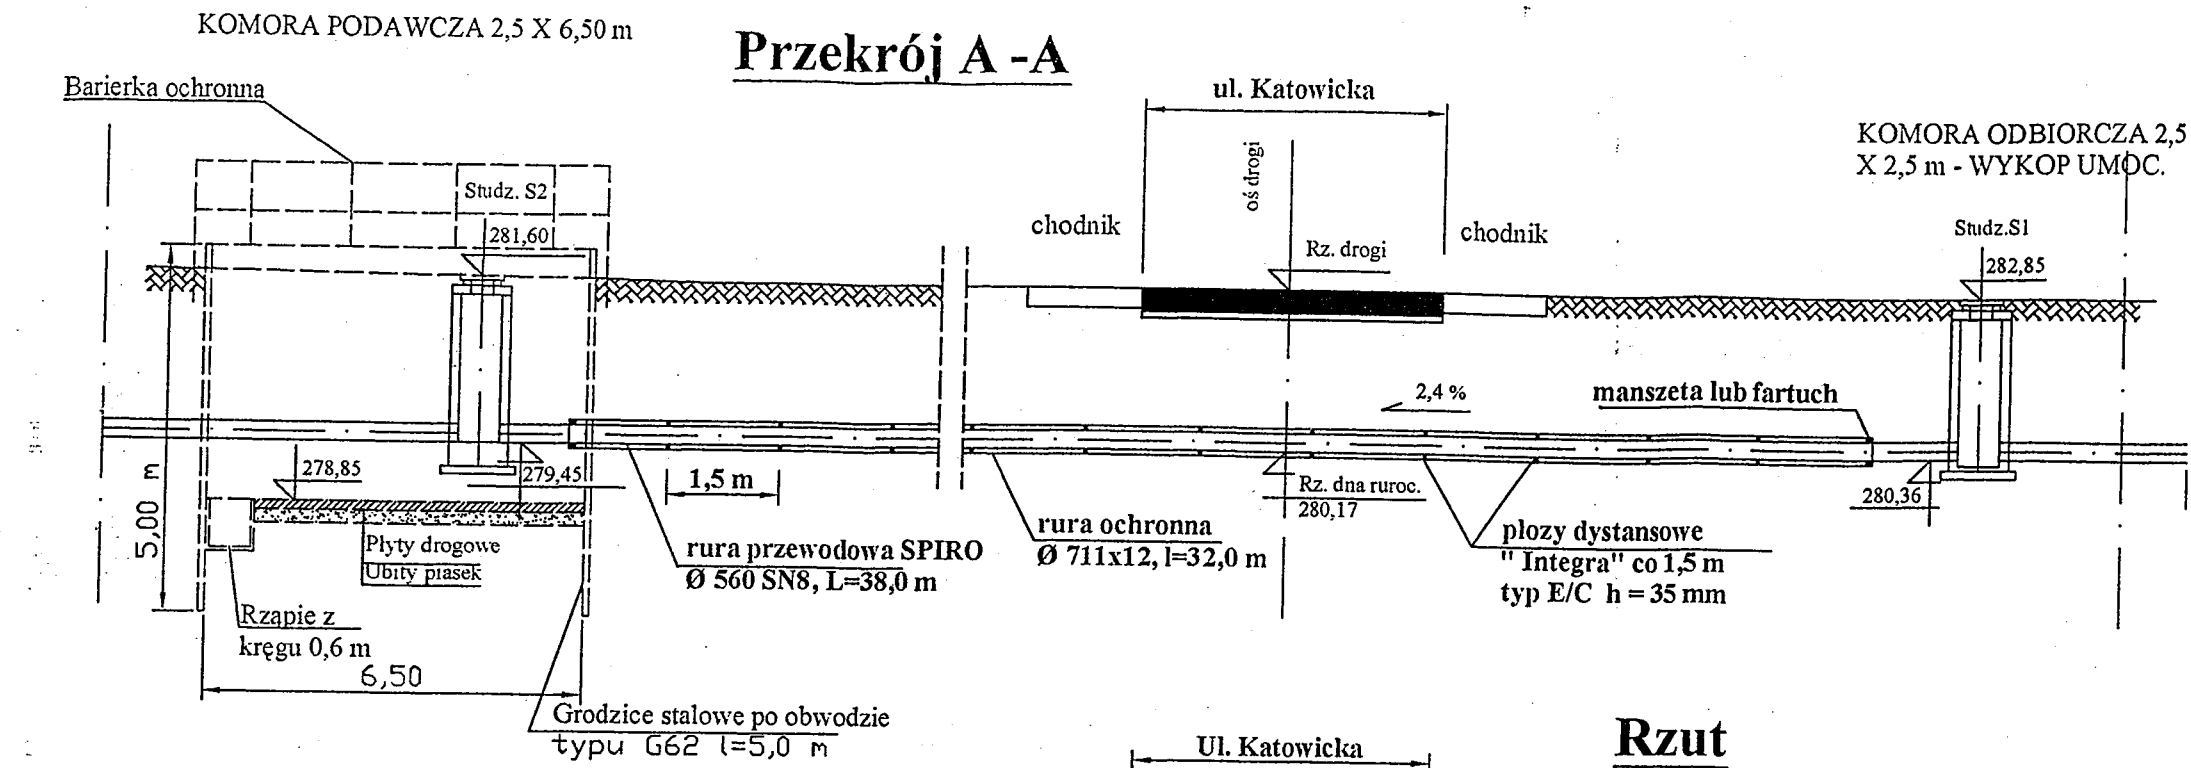 KOMORA PODAWCZA 2,5 X 6,50 m
Przekrój A -A
Barierka ochronna
ul. Katowicka
KOMORA ODBIORCZA 2,5
X 2,5 m - WYKOP UMOC.
oś drogi
Studz. S2
281,60
chodnik
Rz. drogi
chodnik
Studz.S1
282,85
2,4 %
manszeta lub fartuch
278,85
279,45
1,5 m
Rz. dna ruroc.
280,17
280,36
5,00 m
Płyty drogowe
Ubity piasek
rura przewodowa SPIRO
Ø 560 SN8, L=38,0 m
rura ochronna
Ø 711x12, l=32,0 m
plozy dystansowe
" Integra" co 1,5 m
typ E/C h = 35 mm
Rząpie z
kręgu 0,6 m
6,50
Grodzice stalowe po obwodzie
typu G62 l=5,0 m
Ul. Katowicka
Rzut